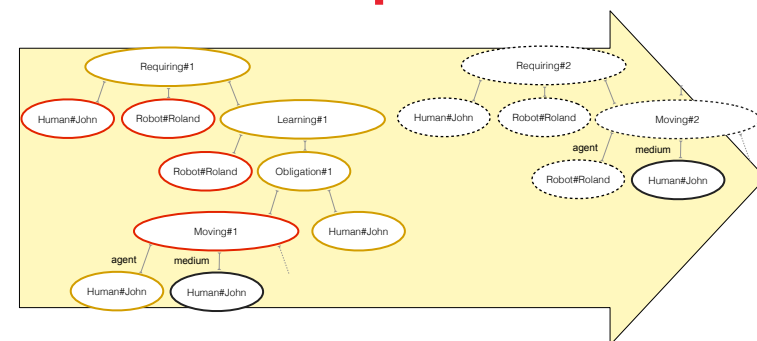 Requiring#1
Requiring#2
Human#John
Robot#Roland
Learning#1
Human#John
Robot#Roland
Moving#2
agent
medium
Robot#Roland
Obligation#1
Robot#Roland
Human#John
Moving#1
Human#John
agent
medium
Human#John
Human#John